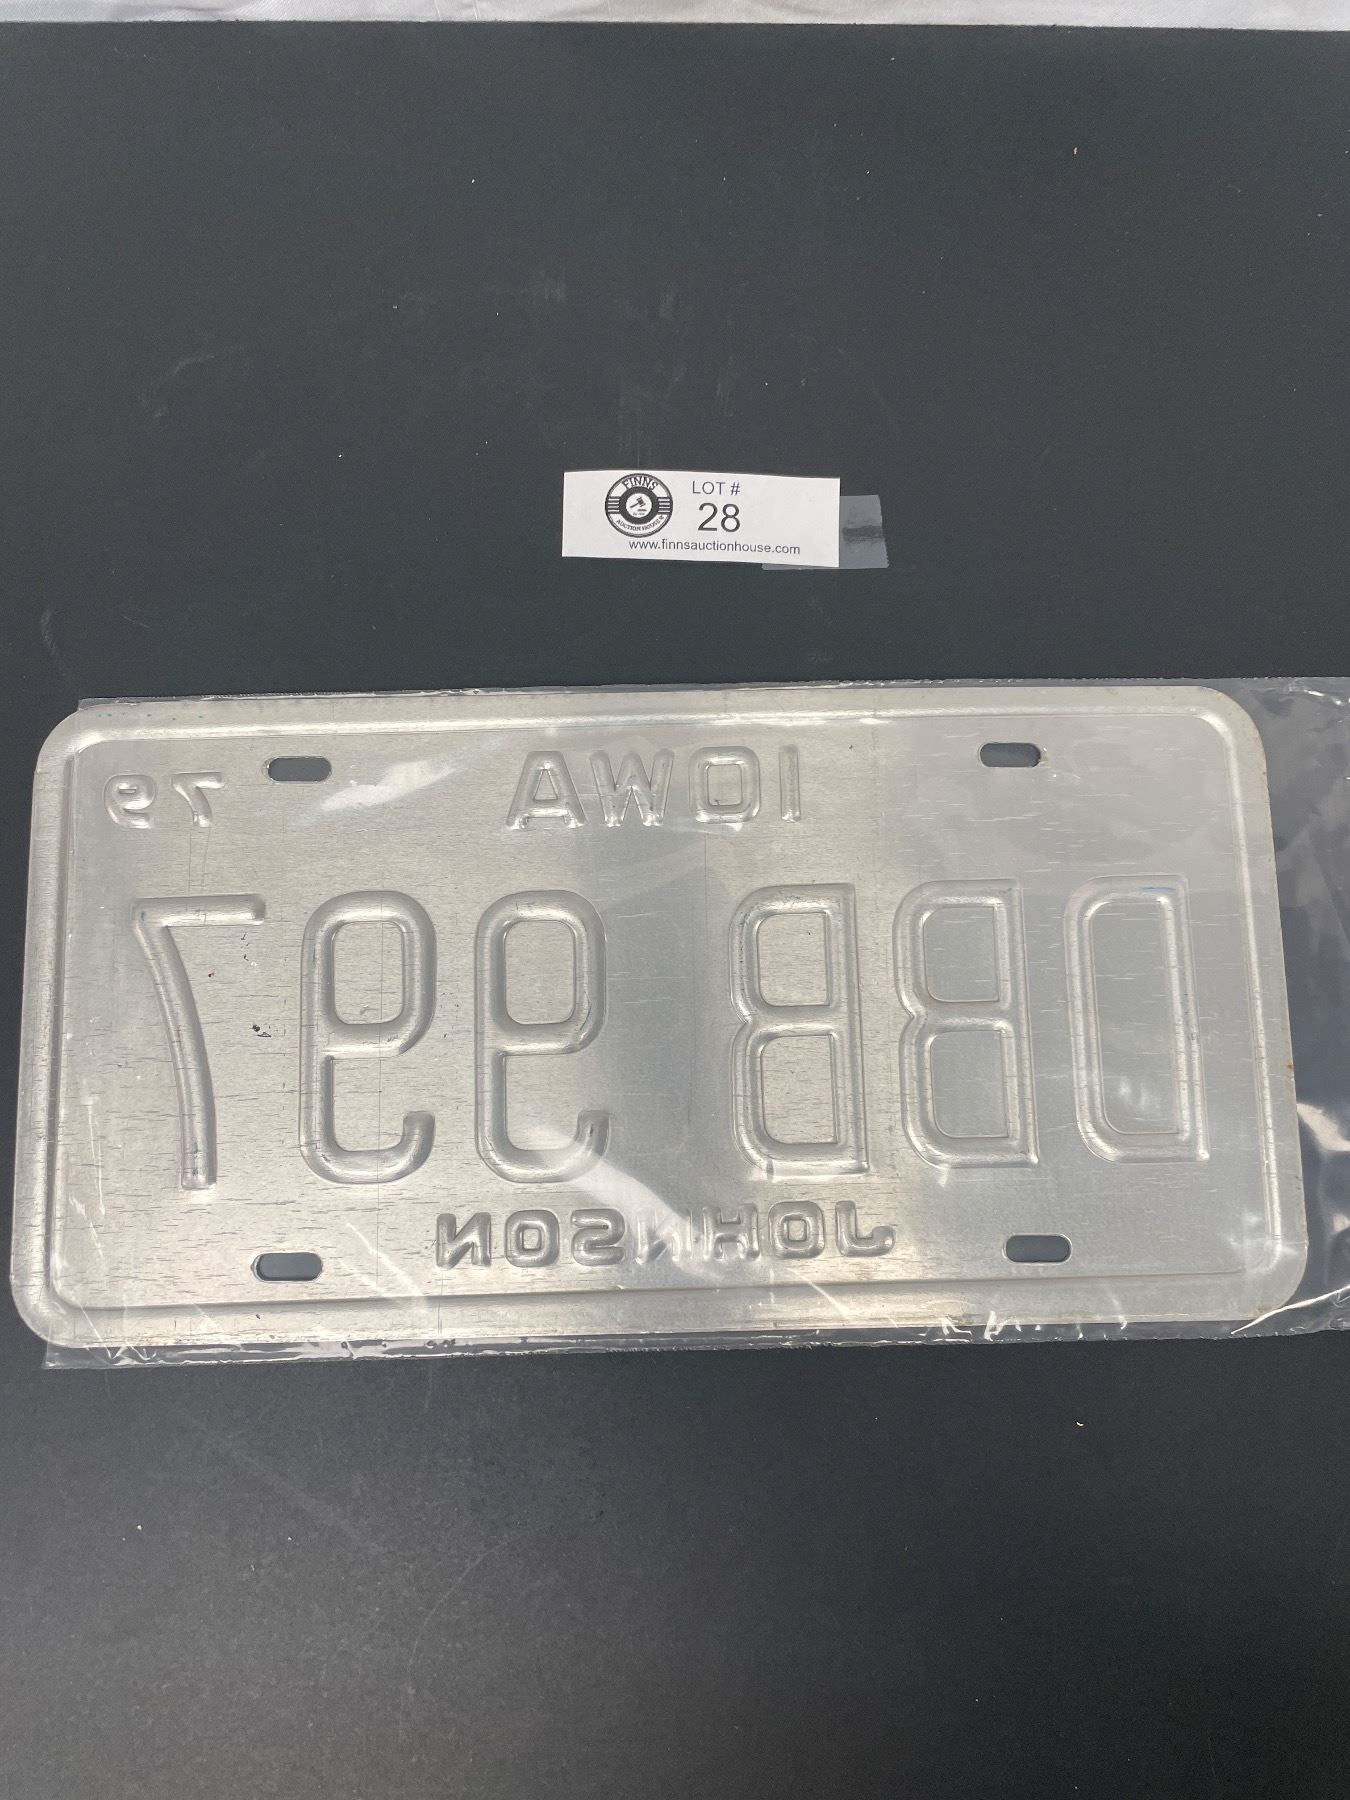 FINNS
AUCTION HOUSE
LOT #
28
www.finnsauctionhouse.com
IOWA 79
DBB 997
JOHNSON